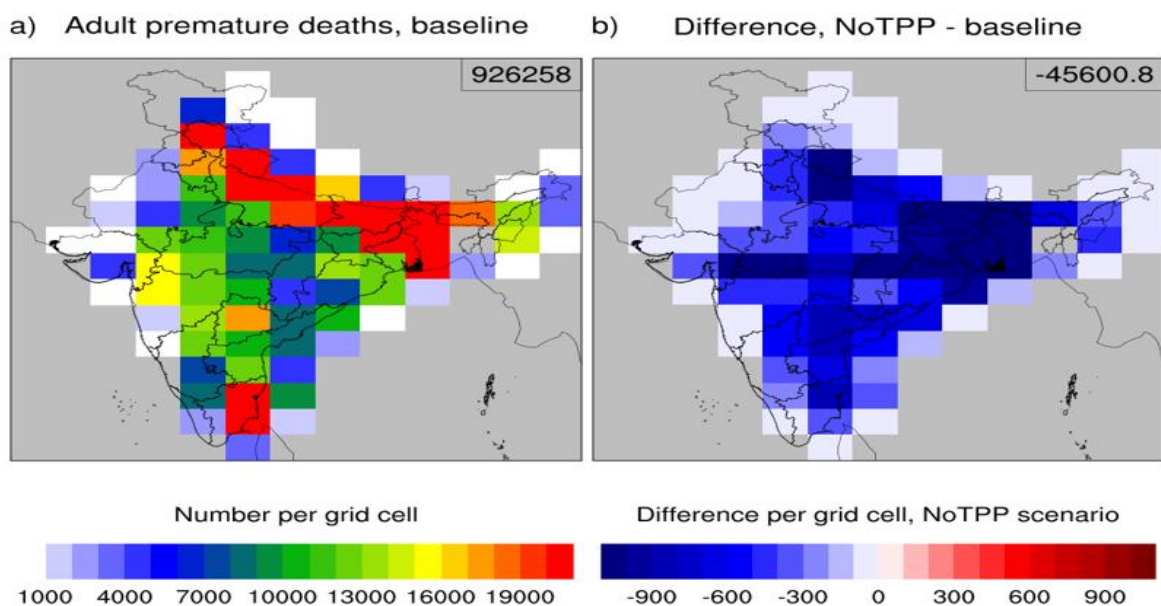 a) Adult premature deaths, baseline
926258
b) Difference, NoTPP - baseline
-45600.8
Number per grid cell
1000 4000 7000 10000 13000 16000 19000
Difference per grid cell, NoTPP scenario
-900 -600 -300 0 300 600 900